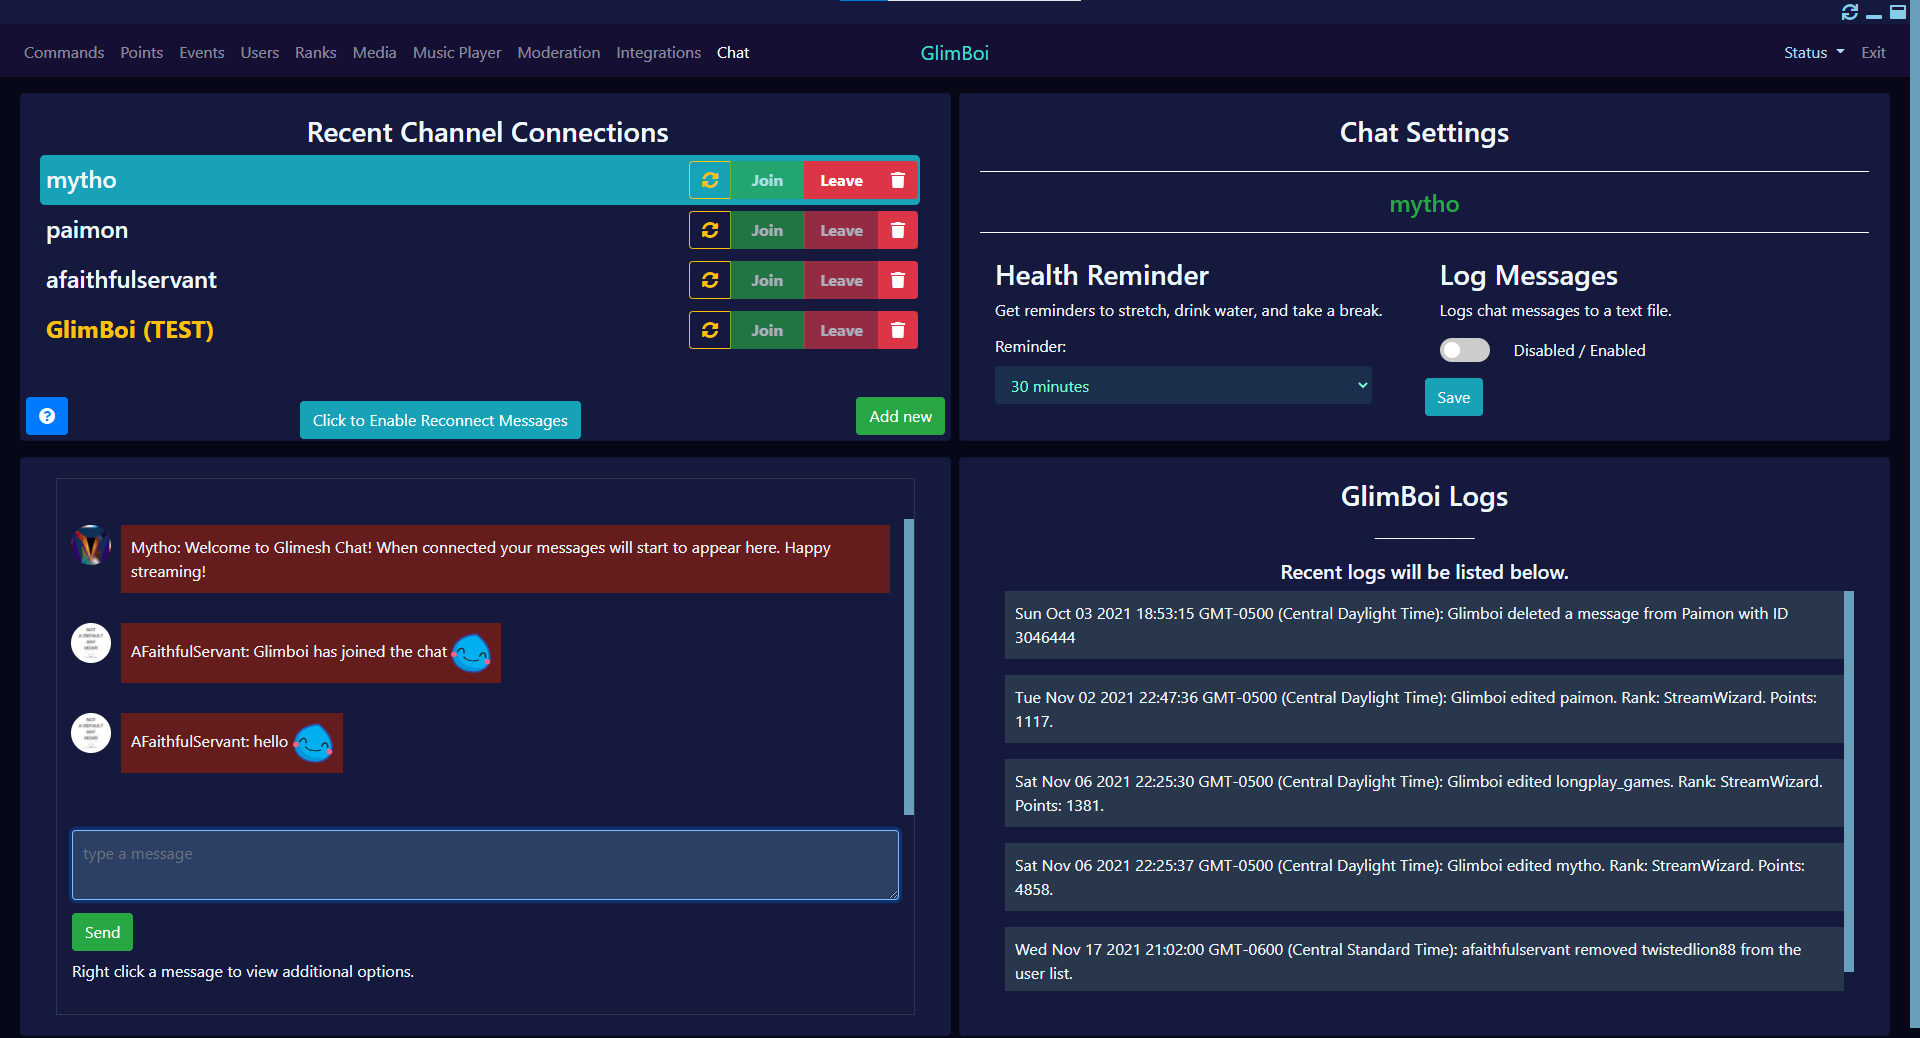 Commands Points Events Users Ranks Media Music Player Moderation Integrations Chat GlimBoi Status Exit
Recent Channel Connections
mytho Join Leave
paimon Join Leave
afaithfulservant Join Leave
GlimBoi (TEST) Join Leave
Click to Enable Reconnect Messages
Add new
Chat Settings
mytho
Health Reminder
Get reminders to stretch, drink water, and take a break.
Reminder:
30 minutes
Log Messages
Logs chat messages to a text file.
Disabled / Enabled
Save
Mytho: Welcome to Glimesh Chat! When connected your messages will start to appear here. Happy
streaming!
NOT
A DEFAULT
ANY
MOAR
AFaithfulServant: Glimboi has joined the chat
NOT
A DEFAULT
ANY
MOAR
AFaithfulServant: hello
type a message
Send
Right click a message to view additional options.
GlimBoi Logs
Recent logs will be listed below.
Sun Oct 03 2021 18:53:15 GMT-0500 (Central Daylight Time): Glimboi deleted a message from Paimon with ID
3046444
Tue Nov 02 2021 22:47:36 GMT-0500 (Central Daylight Time): Glimboi edited paimon. Rank: StreamWizard. Points:
1117.
Sat Nov 06 2021 22:25:30 GMT-0500 (Central Daylight Time): Glimboi edited longplay_games. Rank: StreamWizard.
Points: 1381.
Sat Nov 06 2021 22:25:37 GMT-0500 (Central Daylight Time): Glimboi edited mytho. Rank: StreamWizard. Points:
4858.
Wed Nov 17 2021 21:02:00 GMT-0600 (Central Standard Time): afaithfulservant removed twistedlion88 from the
user list.